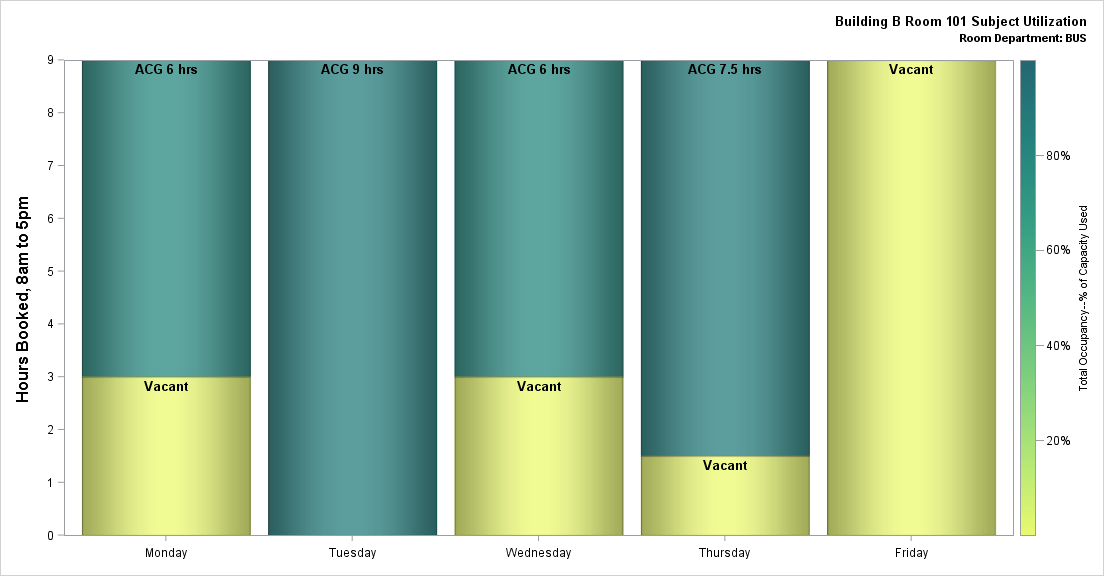 Building B Room 101 Subject Utilization
Room Department: BUS
Hours Booked, 8am to 5pm
9
8
7
6
5
4
3
2
1
0
ACG 6 hrs
Vacant
ACG 9 hrs
ACG 6 hrs
Vacant
ACG 7.5 hrs
Vacant
Vacant
Monday
Tuesday
Wednesday
Thursday
Friday
80%
60%
40%
20%
Total Occupancy--% of Capacity Used